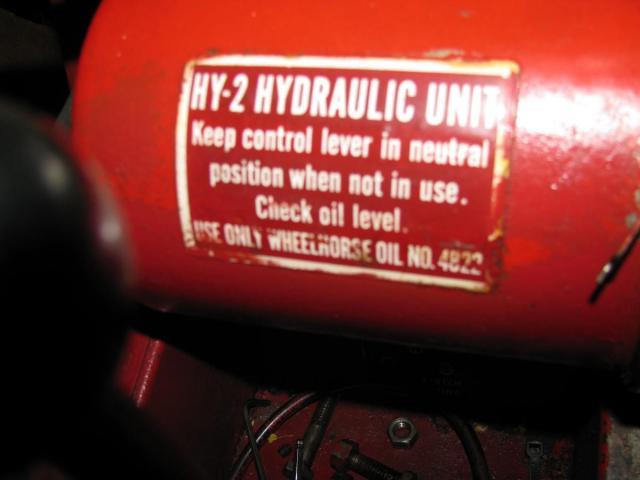 HY-2 HYDRAULIC UNIT
Keep control lever in neutral
position when not in use.
Check oil level.
USE ONLY WHEELHORSE OIL NO. 4822